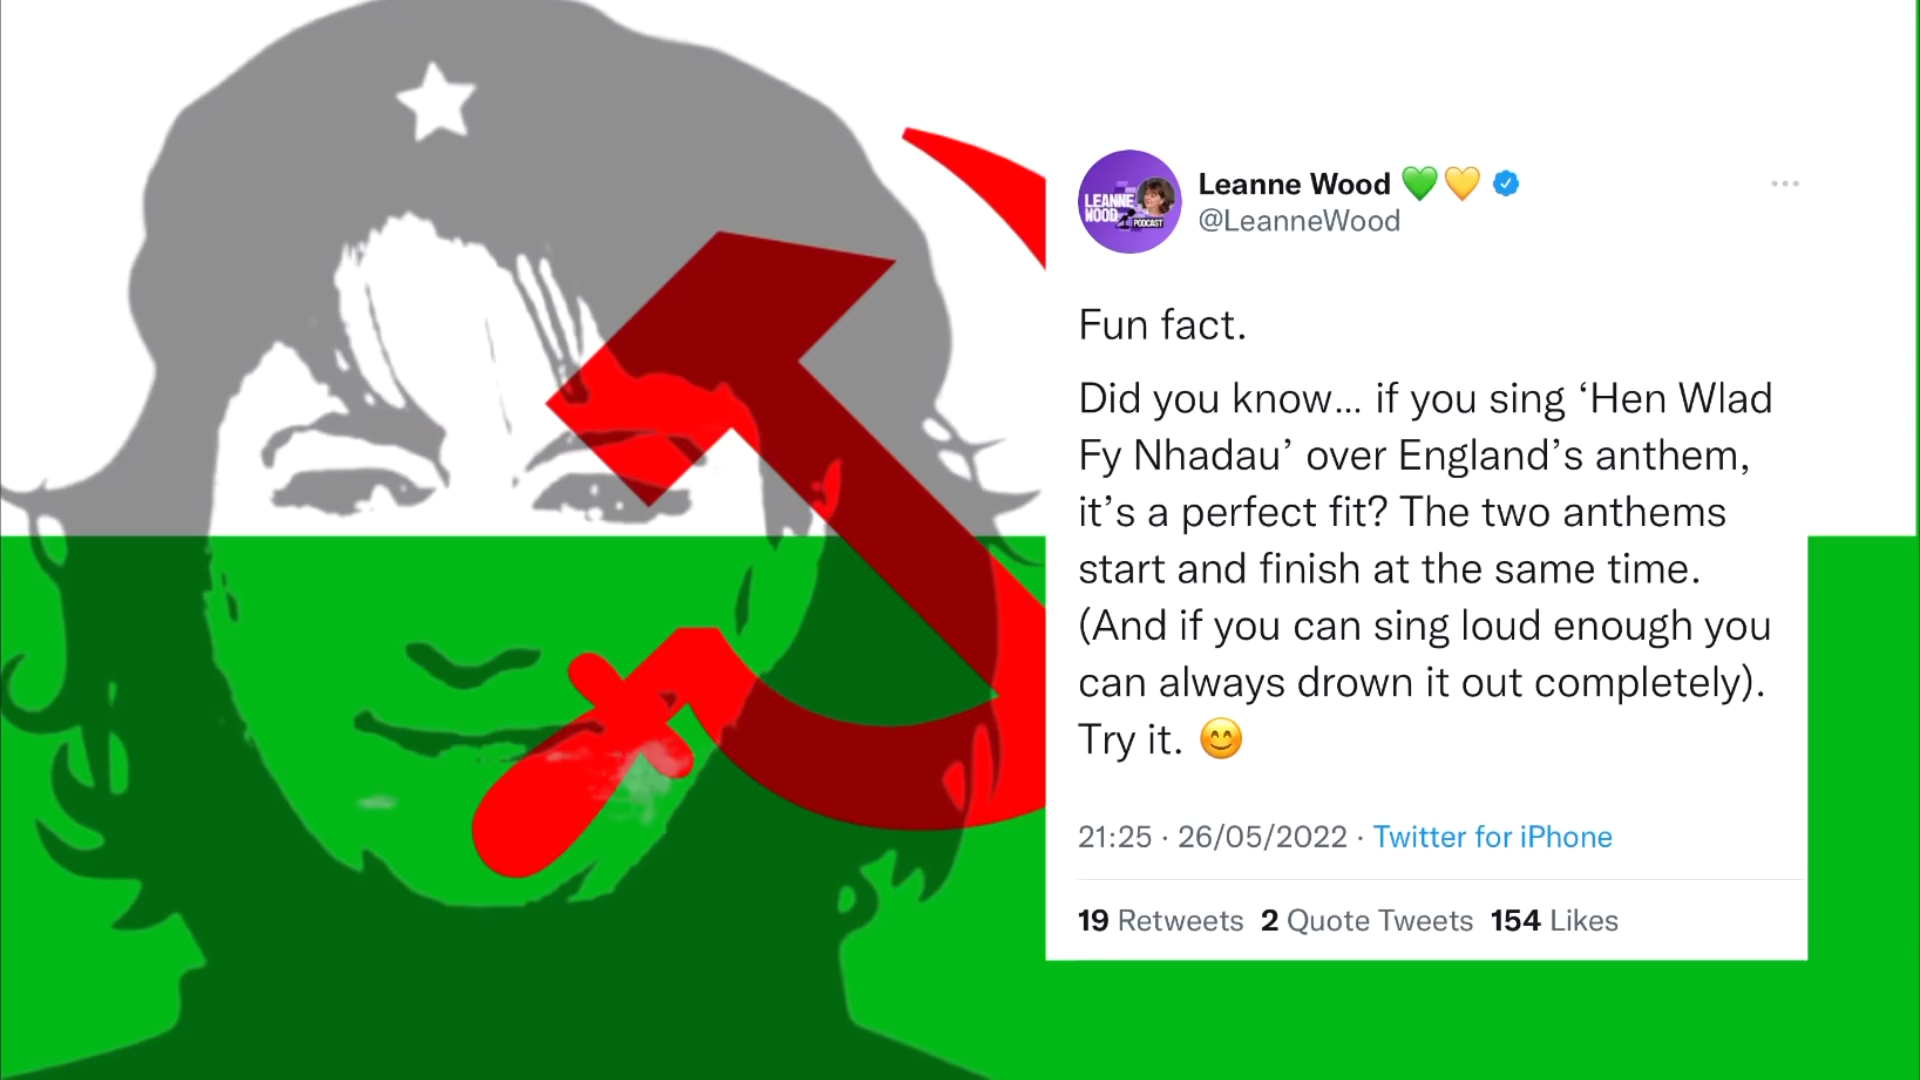 LEANNE
WOOD
PODCAST
Leanne Wood 💚💛
@LeanneWood
Fun fact.
Did you know... if you sing ‘Hen Wlad
Fy Nhadau’ over England’s anthem,
it’s a perfect fit? The two anthems
start and finish at the same time.
(And if you can sing loud enough you
can always drown it out completely).
Try it. 😊
21:25 · 26/05/2022 · Twitter for iPhone
19 Retweets 2 Quote Tweets 154 Likes